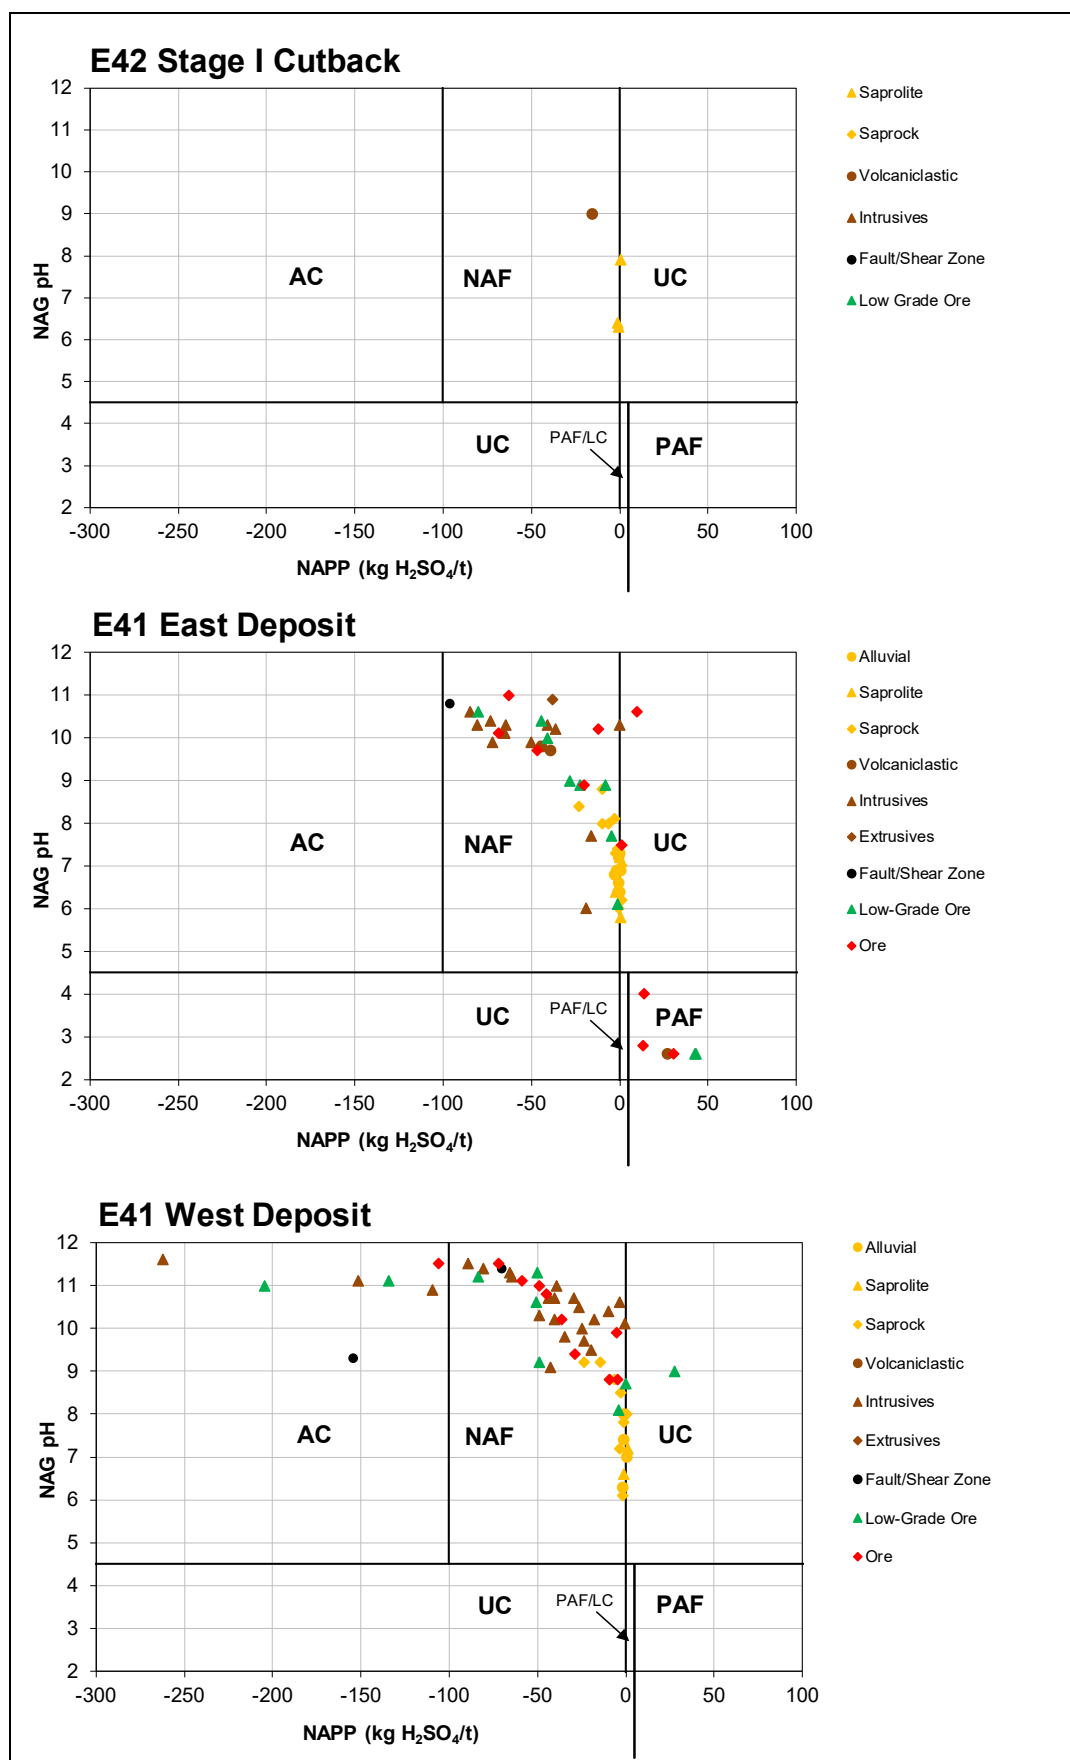 E42 Stage I Cutback
12
11
10
9
8
7
6
5
4
3
2
NAG pH
AC
NAF
UC
UC
PAF/LC
PAF
-300
-250
-200
-150
-100
-50
0
50
100
NAPP (kg H₂SO₄/t)
Saprolite
Saprock
Volcaniclastic
Intrusives
Fault/Shear Zone
Low Grade Ore
E41 East Deposit
12
11
10
9
8
7
6
5
4
3
2
NAG pH
AC
NAF
UC
UC
PAF/LC
PAF
-300
-250
-200
-150
-100
-50
0
50
100
NAPP (kg H₂SO₄/t)
Alluvial
Saprolite
Saprock
Volcaniclastic
Intrusives
Extrusives
Fault/Shear Zone
Low-Grade Ore
Ore
E41 West Deposit
12
11
10
9
8
7
6
5
4
3
2
NAG pH
AC
NAF
UC
UC
PAF/LC
PAF
-300
-250
-200
-150
-100
-50
0
50
100
NAPP (kg H₂SO₄/t)
Alluvial
Saprolite
Saprock
Volcaniclastic
Intrusives
Extrusives
Fault/Shear Zone
Low-Grade Ore
Ore